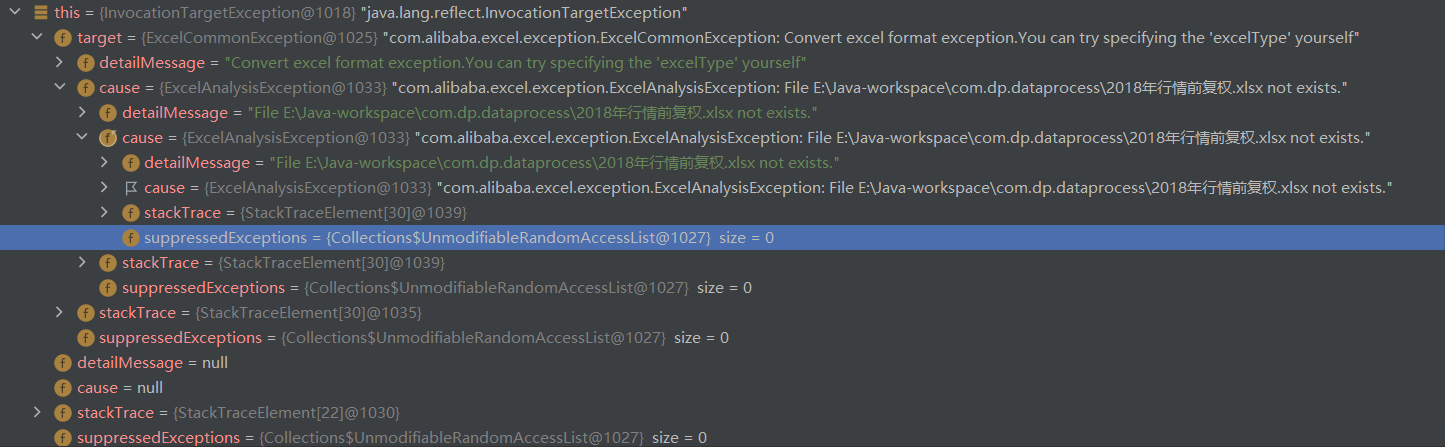 this = {InvocationTargetException@1018} "java.lang.reflect.InvocationTargetException"
f target = {ExcelCommonException@1025} "com.alibaba.excel.exception.ExcelCommonException: Convert excel format exception.You can try specifying the 'excelType' yourself"
f detailMessage = "Convert excel format exception.You can try specifying the 'excelType' yourself"
f cause = {ExcelAnalysisException@1033} "com.alibaba.excel.exception.ExcelAnalysisException: File E:\Java-workspace\com.dp.dataprocess\2018年行情前复权.xlsx not exists."
f detailMessage = "File E:\Java-workspace\com.dp.dataprocess\2018年行情前复权.xlsx not exists."
f cause = {ExcelAnalysisException@1033} "com.alibaba.excel.exception.ExcelAnalysisException: File E:\Java-workspace\com.dp.dataprocess\2018年行情前复权.xlsx not exists."
f detailMessage = "File E:\Java-workspace\com.dp.dataprocess\2018年行情前复权.xlsx not exists."
cause = {ExcelAnalysisException@1033} "com.alibaba.excel.exception.ExcelAnalysisException: File E:\Java-workspace\com.dp.dataprocess\2018年行情前复权.xlsx not exists."
f stackTrace = {StackTraceElement[30]@1039}
f suppressedExceptions = {Collections$UnmodifiableRandomAccessList@1027} size = 0
f stackTrace = {StackTraceElement[30]@1039}
f suppressedExceptions = {Collections$UnmodifiableRandomAccessList@1027} size = 0
f stackTrace = {StackTraceElement[30]@1035}
f suppressedExceptions = {Collections$UnmodifiableRandomAccessList@1027} size = 0
f detailMessage = null
f cause = null
f stackTrace = {StackTraceElement[22]@1030}
f suppressedExceptions = {Collections$UnmodifiableRandomAccessList@1027} size = 0